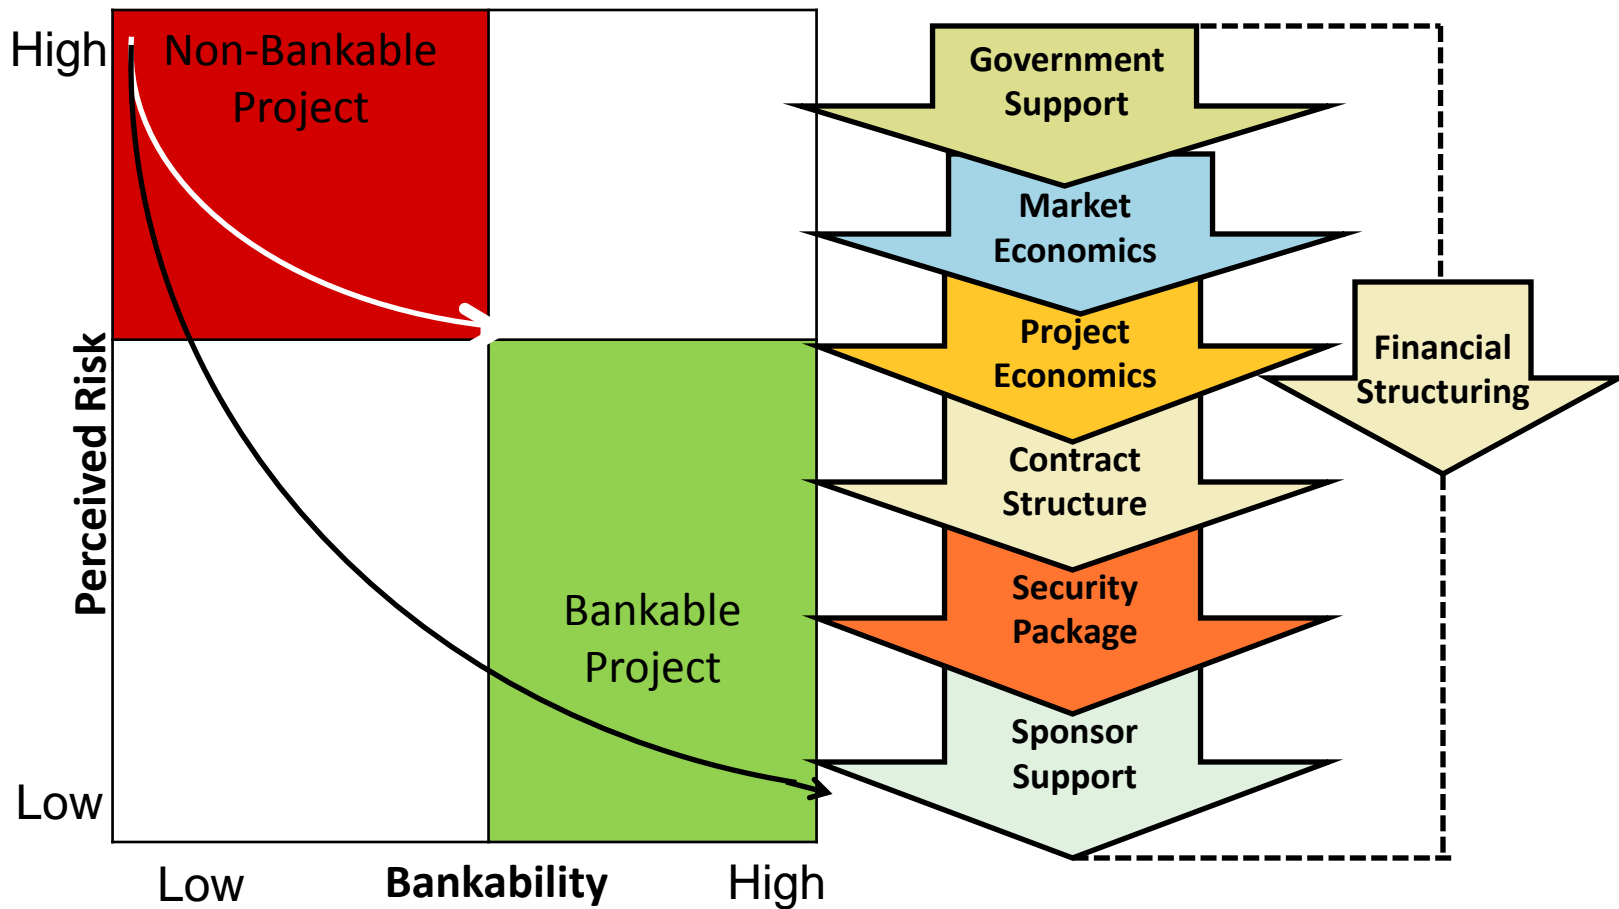 High
Non-Bankable
Project
Perceived Risk
Bankable
Project
Low
Low
Bankability
High
Government
Support
Market
Economics
Project
Economics
Contract
Structure
Security
Package
Sponsor
Support
Financial
Structuring